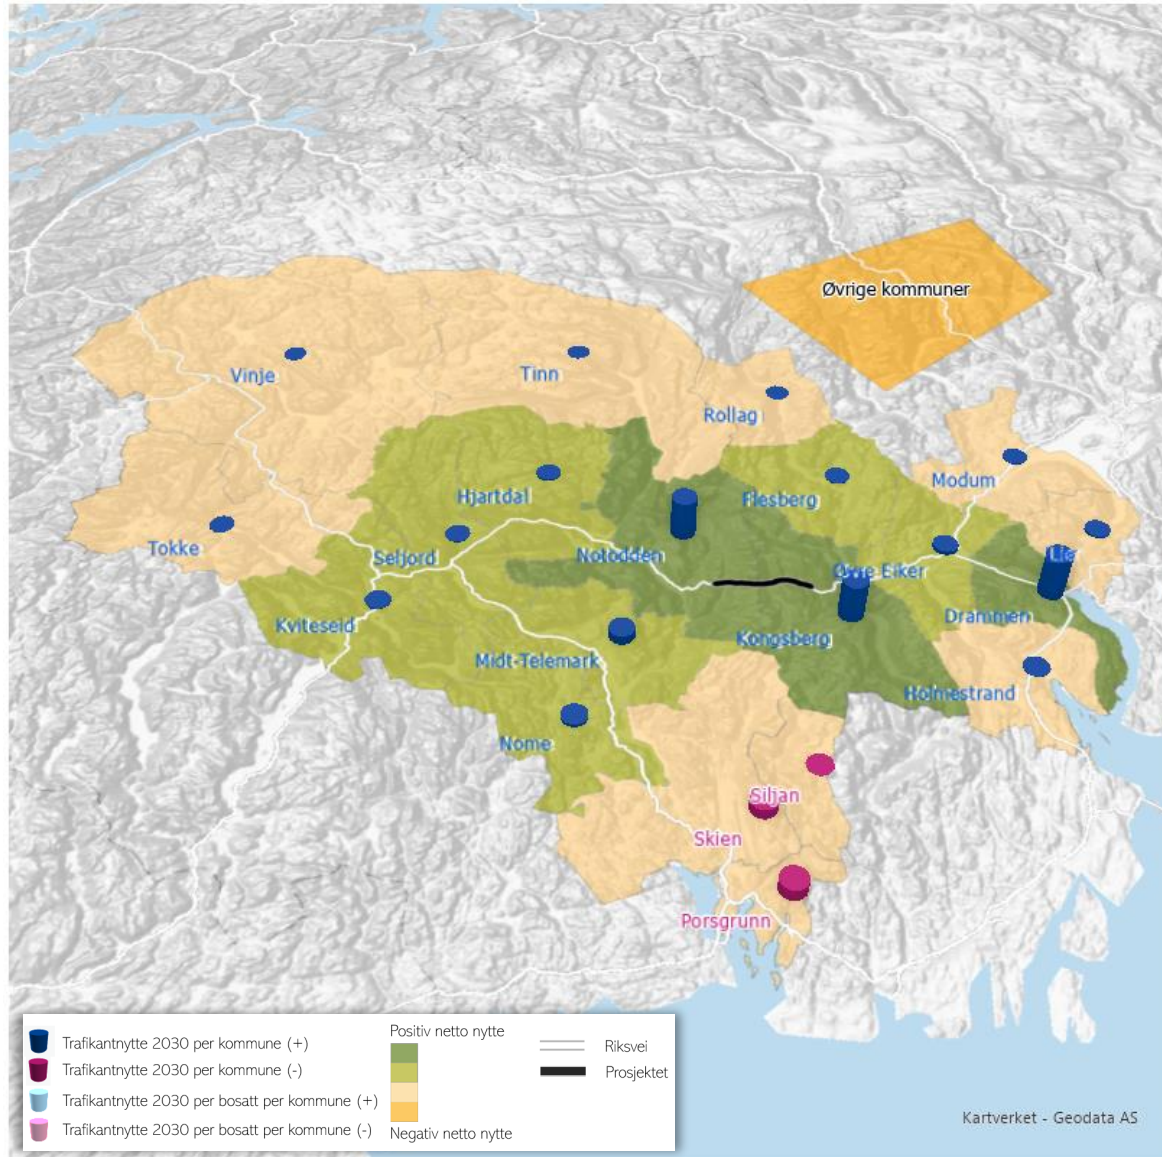 Øvrige kommuner
Vinje
Tinn
Rollag
Modum
Hjartdal
Flesberg
Tokke
Seljord
Notodden
Lie
Øvre Eiker
Kviteseid
Drammen
Kongsberg
Midt-Telemark
Holmestrand
Nome
Siljan
Skien
Porsgrunn
Trafikantnytte 2030 per kommune (+)
Trafikantnytte 2030 per kommune (-)
Trafikantnytte 2030 per bosatt per kommune (+)
Trafikantnytte 2030 per bosatt per kommune (-)
Positiv netto nytte
Negativ netto nytte
Riksvei
Prosjektet
Kartverket - Geodata AS